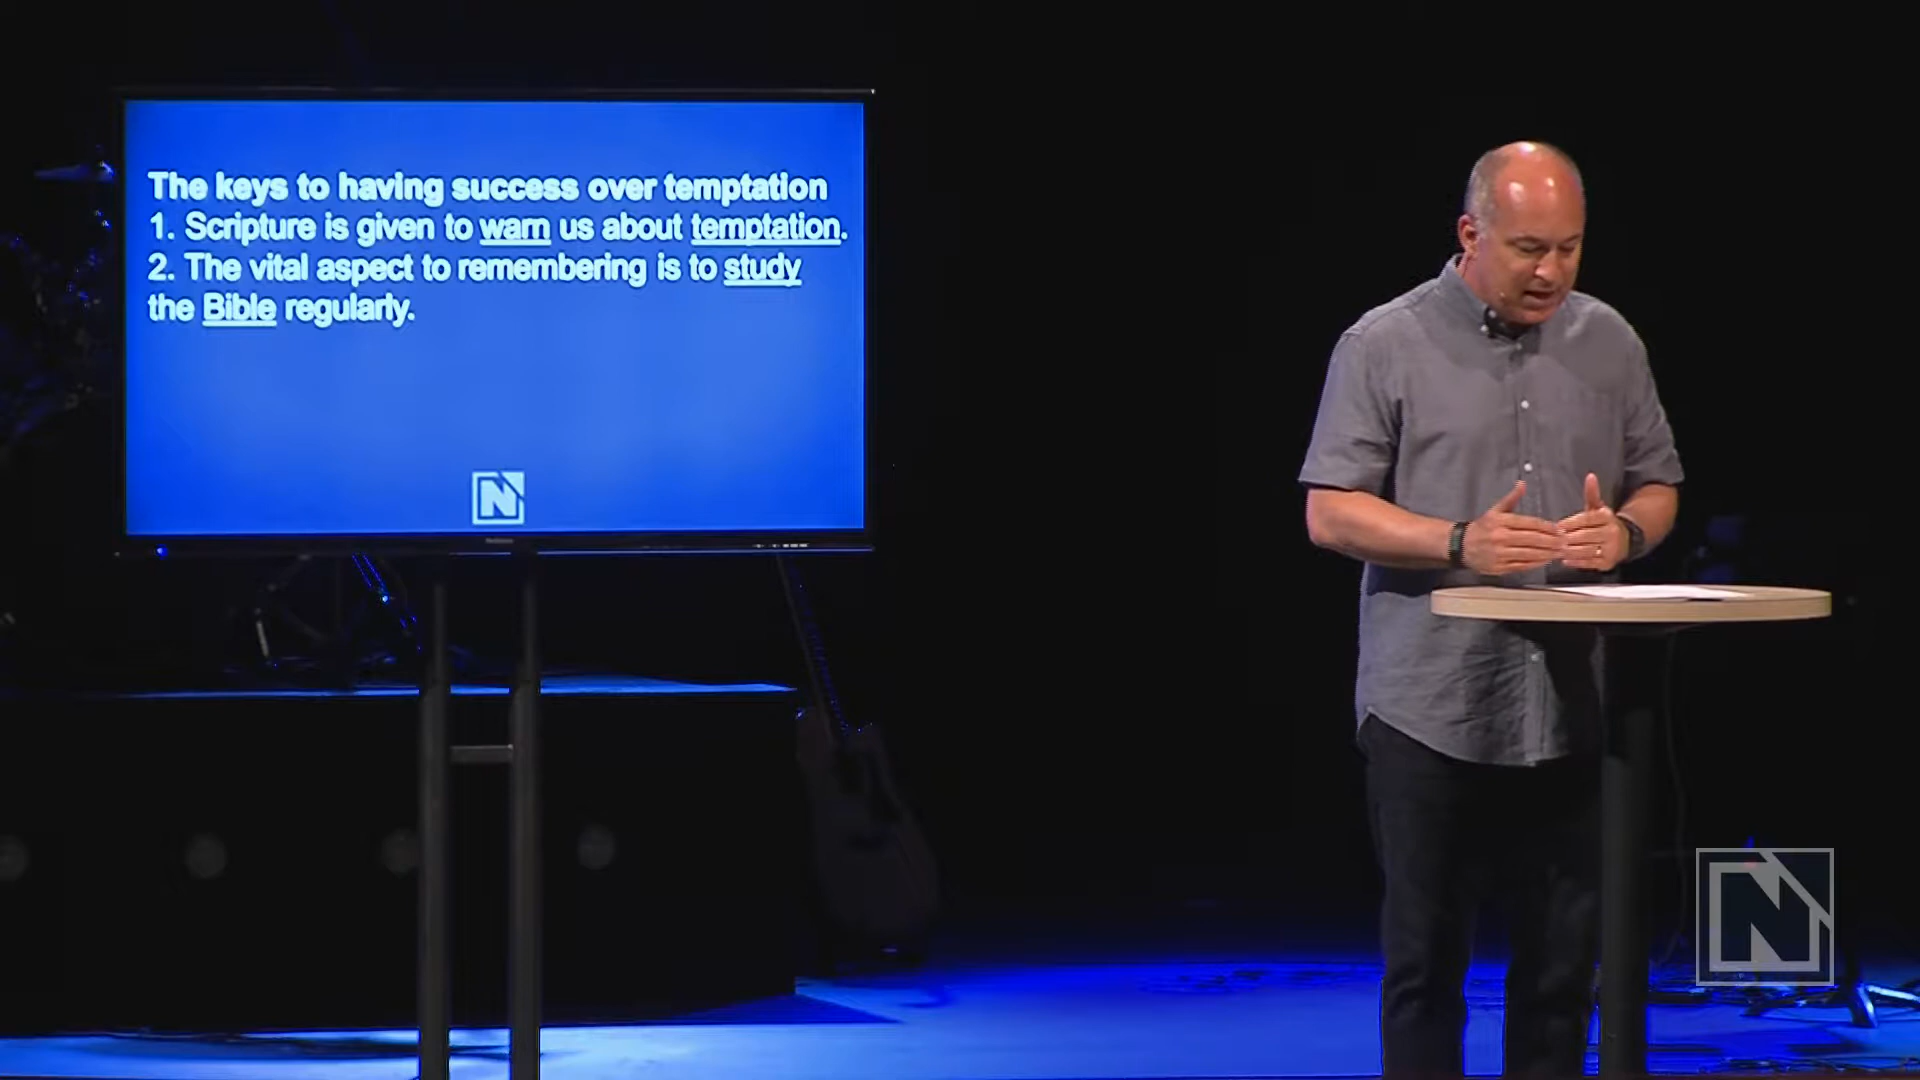 The keys to having success over temptation
1. Scripture is given to warn us about temptation.
2. The vital aspect to remembering is to study
the Bible regularly.
N
N